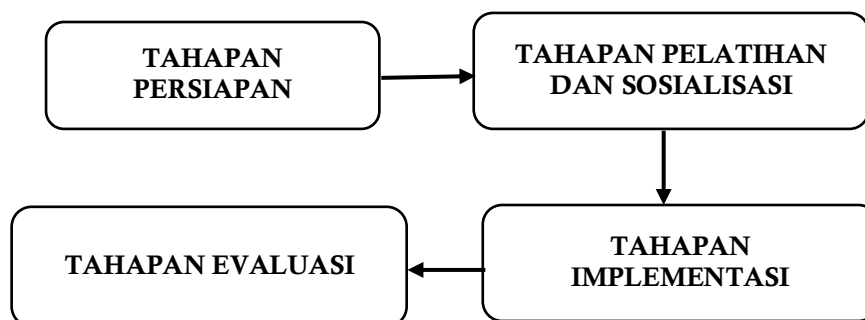 TAHAPAN
PERSIAPAN
TAHAPAN PELATIHAN
DAN SOSIALISASI
TAHAPAN
IMPLEMENTASI
TAHAPAN EVALUASI